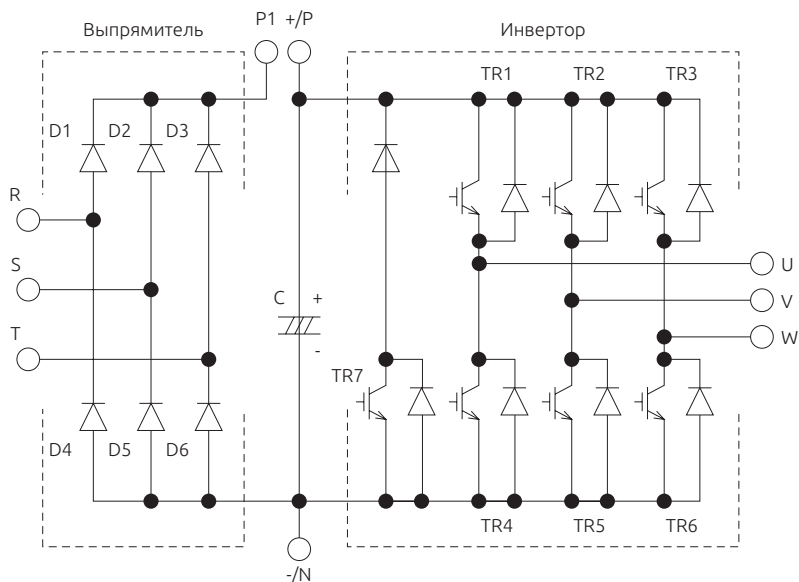 Выпрямитель
P1 +/P
Инвертор
TR1 TR2 TR3
D1 D2 D3
R
S
T
C +
-
U
V
W
TR7
D4 D5 D6
TR4 TR5 TR6
-/N